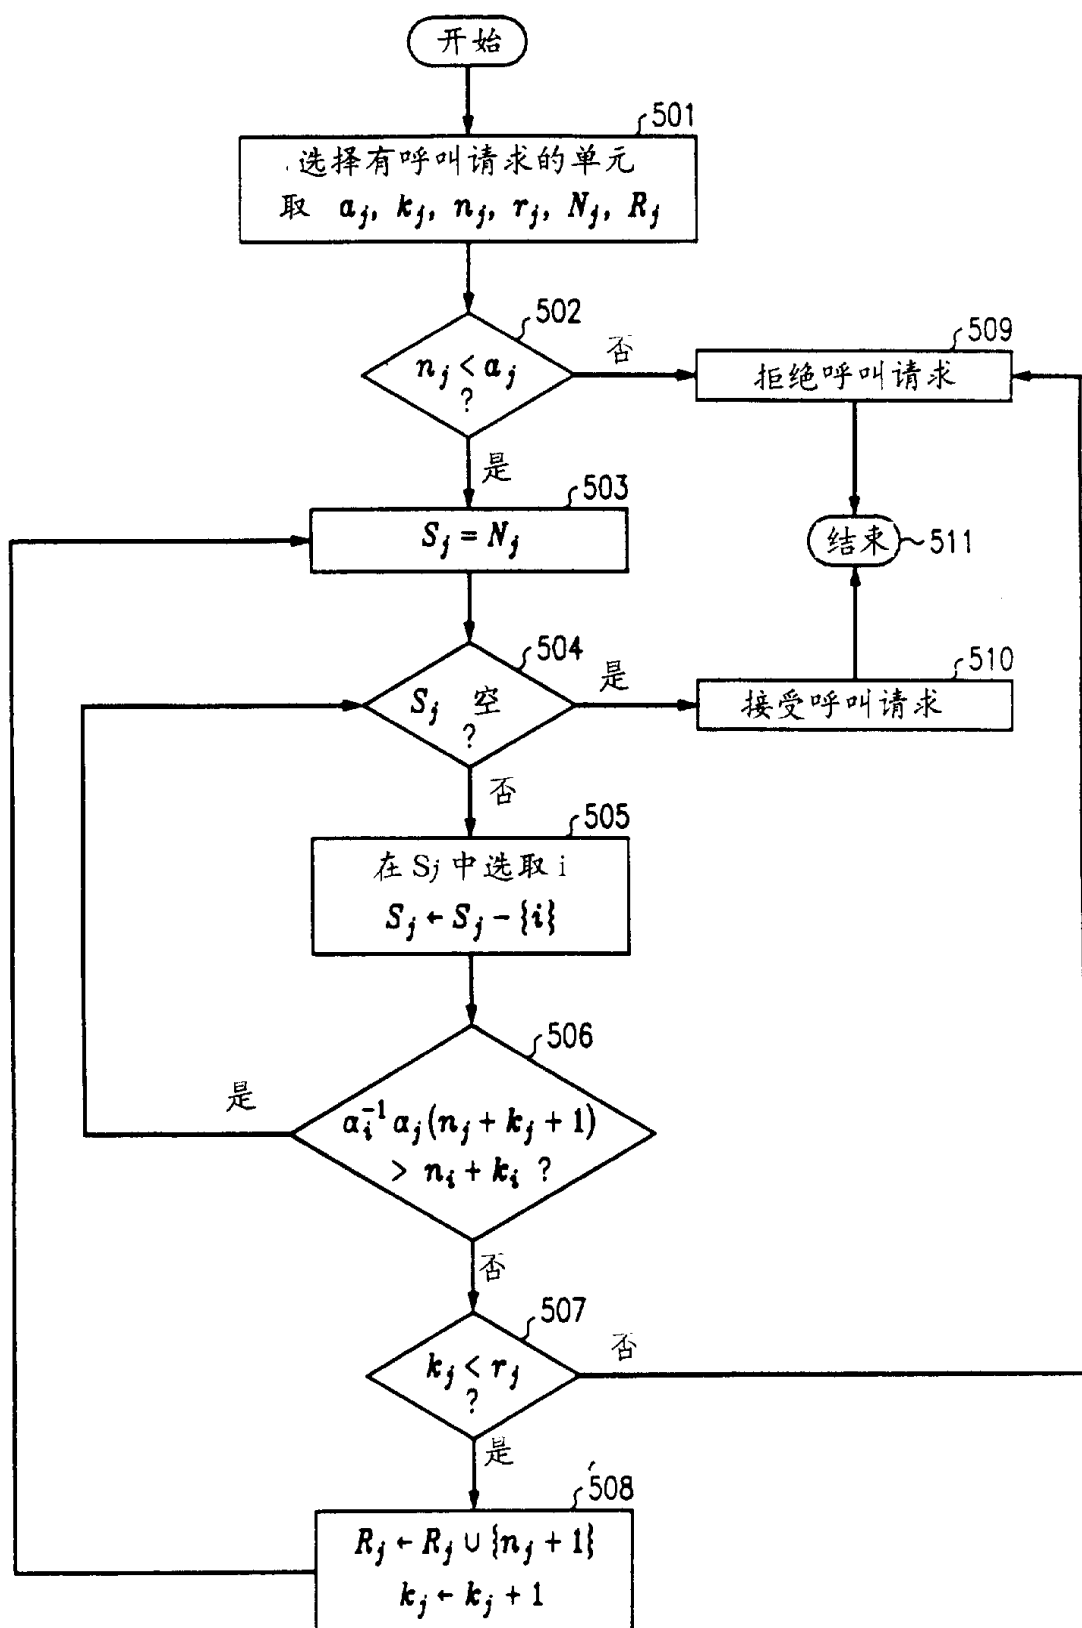 开始
501
选择有呼叫请求的单元
取 a_j, k_j, n_j, r_j, N_j, R_j
502
n_j < a_j
?
否
509
拒绝呼叫请求
是
503
S_j = N_j
结束
511
504
S_j 空
?
是
510
接受呼叫请求
否
505
在 Sj 中选取 i
S_j ← S_j − {i}
506
是
α_i^{-1} α_j(n_j + k_j + 1)
> n_i + k_i ?
否
507
k_j < r_j
?
否
是
508
R_j ← R_j ∪ {n_j + 1}
k_j ← k_j + 1